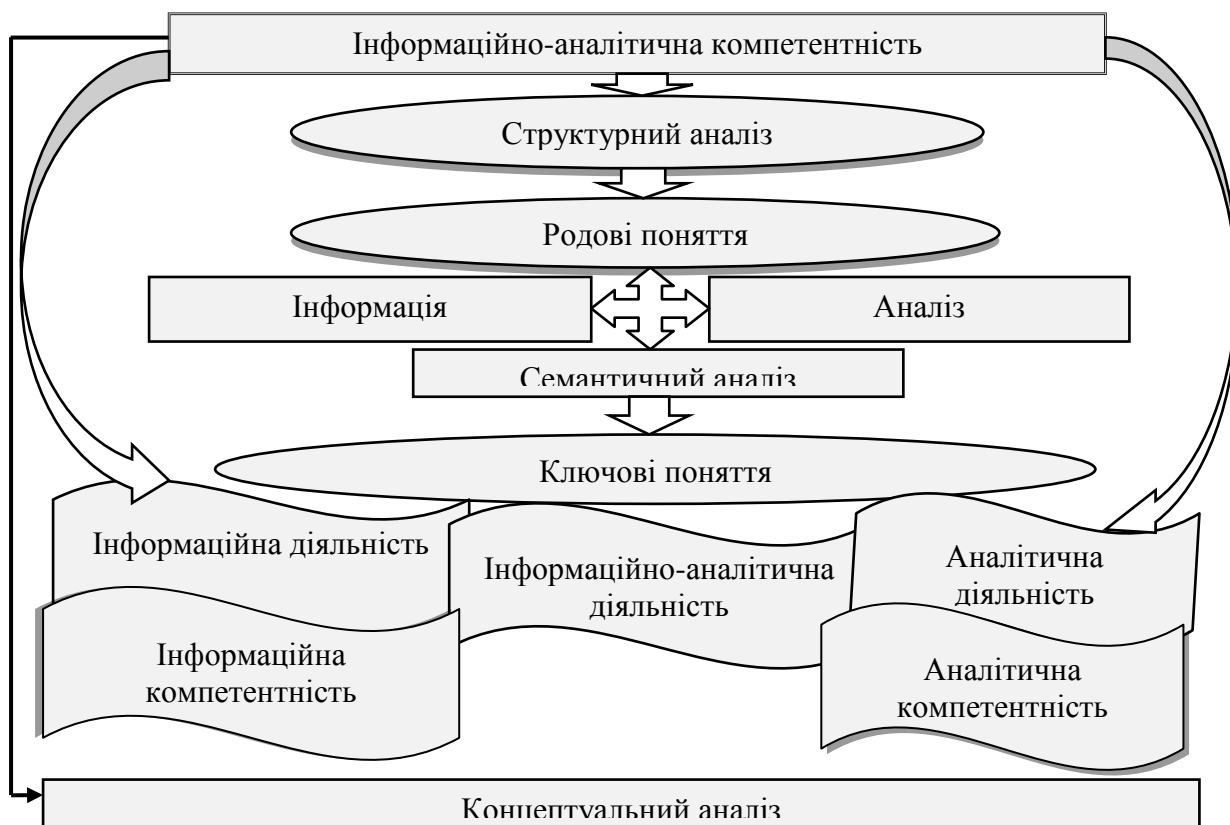 Інформаційно-аналітична компетентність
Структурний аналіз
Родові поняття
Інформація
Аналіз
Семантичний аналіз
Ключові поняття
Інформаційна діяльність
Інформаційно-аналітична
діяльність
Аналітична
діяльність
Інформаційна
компетентність
Аналітична
компетентність
Концептуальний аналіз